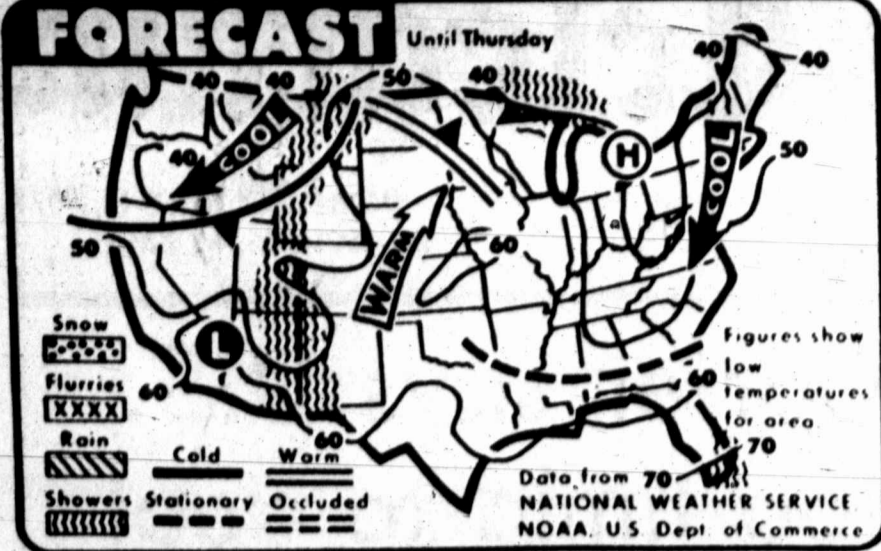 FORECAST
Until Thursday
40 40 50 40 40 40
COOL
40
H
COOL
50
50
60
WARM
L
60
60
60
70
70
Snow
Flurries
Rain
Showers
Cold
Warm
Stationary
Occluded
Figures show
low
temperatures
for area
Data from
NATIONAL WEATHER SERVICE
NOAA, U.S. Dept. of Commerce